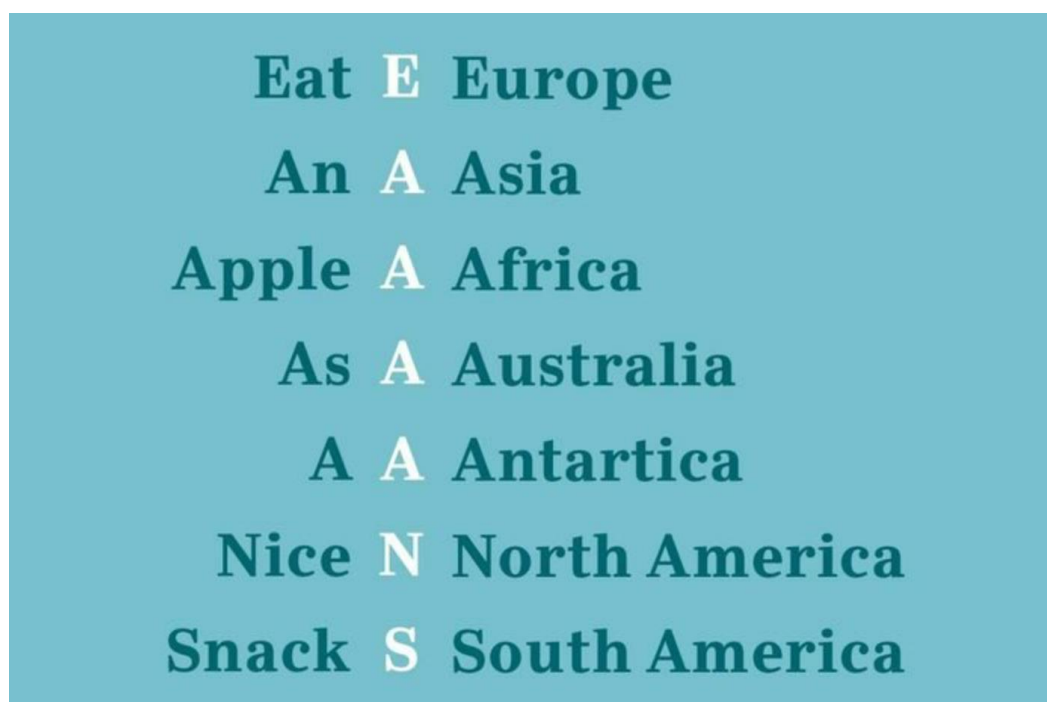 Eat E Europe
An A Asia
Apple A Africa
As A Australia
A A Antartica
Nice N North America
Snack S South America